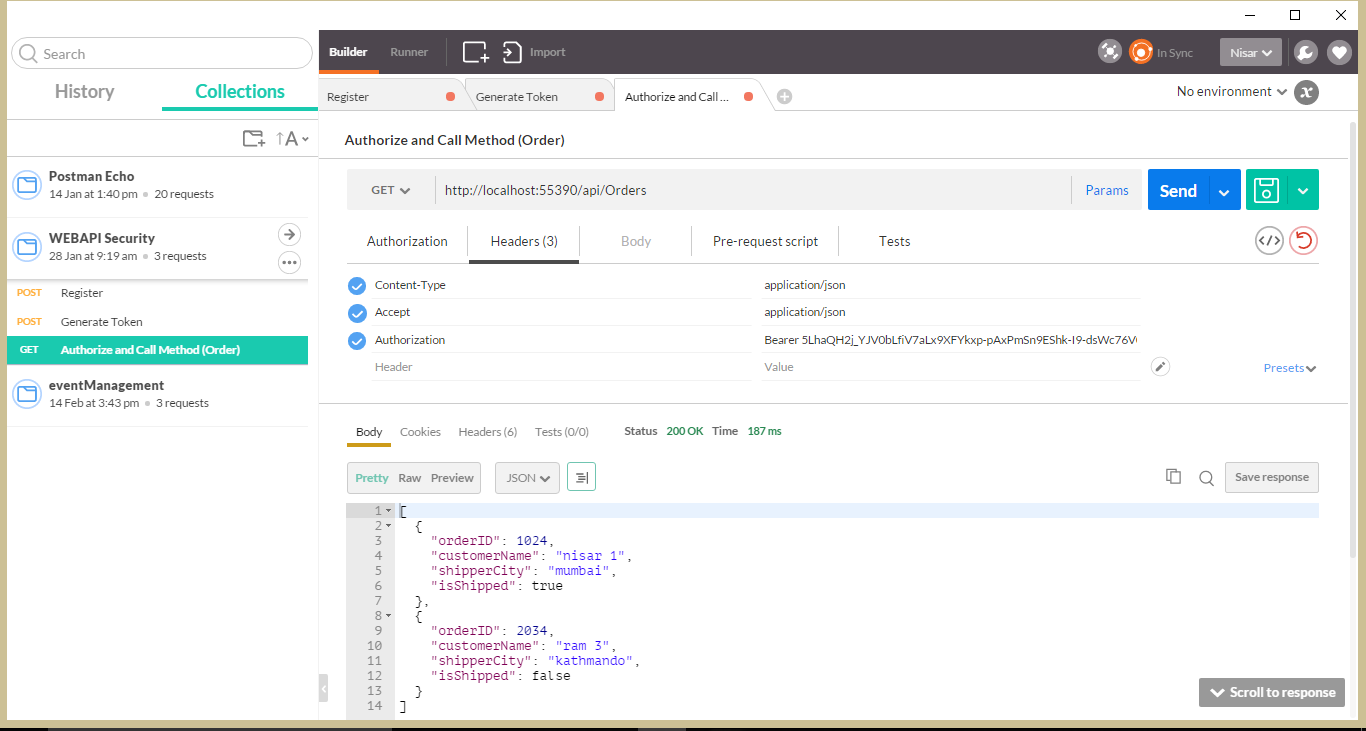 Search
History
Collections
A
Postman Echo
14 Jan at 1:40 pm 20 requests
WEBAPI Security
28 Jan at 9:19 am 3 requests
POST Register
POST Generate Token
GET Authorize and Call Method (Order)
eventManagement
14 Feb at 3:43 pm 3 requests
Builder Runner Import In Sync Nisar
Register Generate Token Authorize and Call ... No environment
Authorize and Call Method (Order)
GET http://localhost:55390/api/Orders Params Send
Authorization Headers (3) Body Pre-request script Tests
Content-Type application/json
Accept application/json
Authorization Bearer 5LhaQH2j_YJV0bLfiV7aLx9XFYkxp-pAxPmSn9EShk-I9-dsWc76V
Header Value Presets
Body Cookies Headers (6) Tests (0/0) Status 200 OK Time 187 ms
Pretty Raw Preview JSON Save response
1 [
2 {
3 "orderID": 1024,
4 "customerName": "nisar 1",
5 "shipperCity": "mumbai",
6 "isShipped": true
7 },
8 {
9 "orderID": 2034,
10 "customerName": "ram 3",
11 "shipperCity": "kathmando",
12 "isShipped": false
13 }
14 ]
Scroll to response